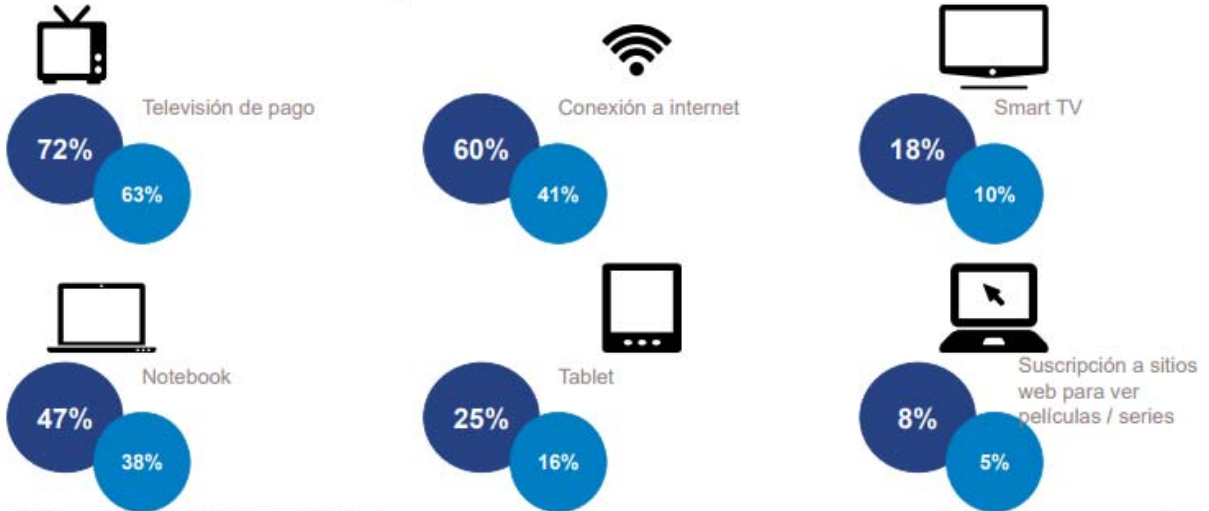 Televisión de pago
72%
63%
Conexión a internet
60%
41%
Smart TV
18%
10%
Notebook
47%
38%
Tablet
25%
16%
Suscripción a sitios
web para ver
películas / series
8%
5%